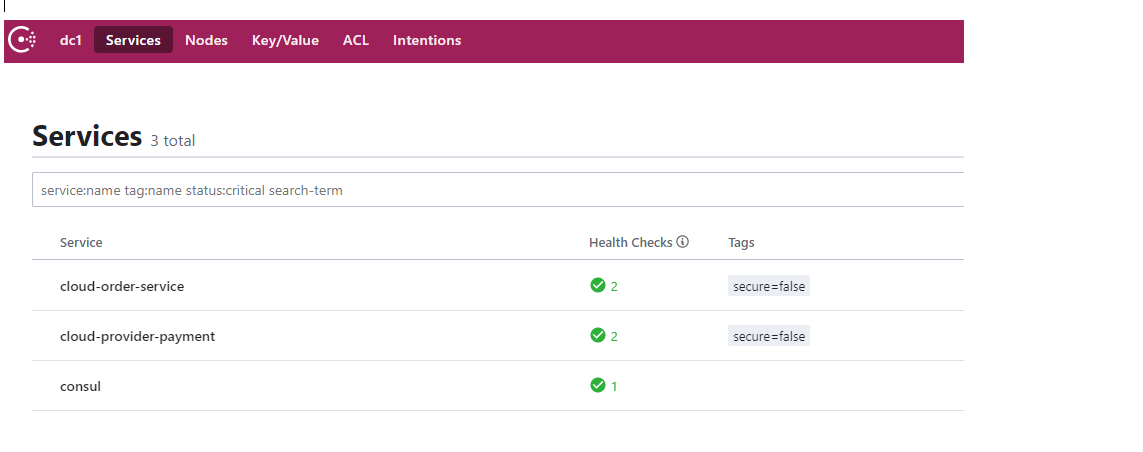 dc1 Services Nodes Key/Value ACL Intentions
Services 3 total
service:name tag:name status:critical search-term
Service Health Checks Tags
cloud-order-service 2 secure=false
cloud-provider-payment 2 secure=false
consul 1